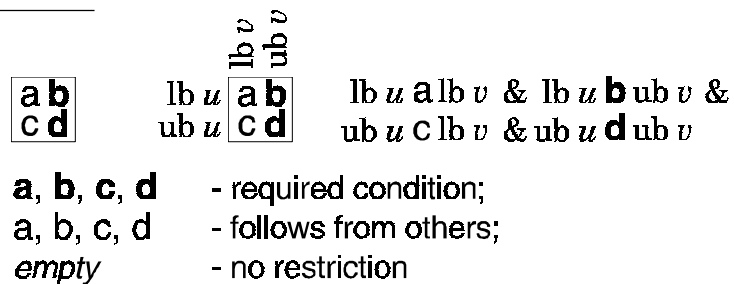 lb v ub v
a b lb u a b lb u a lb v & lb u b ub v &
c d ub u c d ub u c lb v & ub u d ub v
a, b, c, d - required condition;
a, b, c, d - follows from others;
empty - no restriction